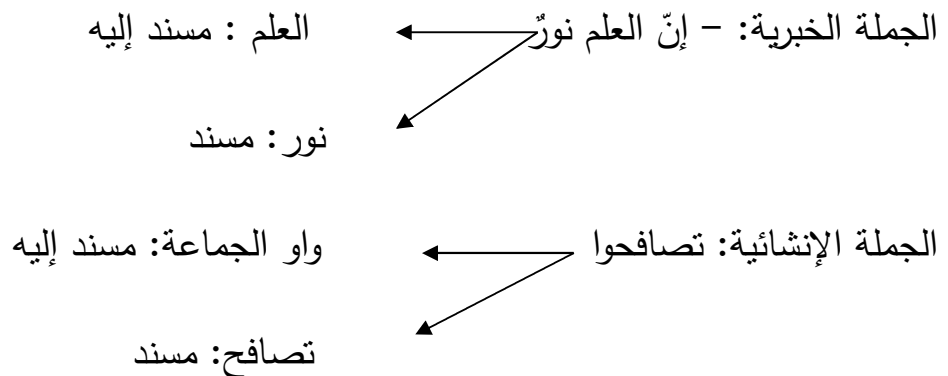 الجملة الخبرية: – إنّ العلم نورٌ العلم : مسند إليه
نور: مسند
الجملة الإنشائية: تصافحوا واو الجماعة: مسند إليه
تصافح: مسند